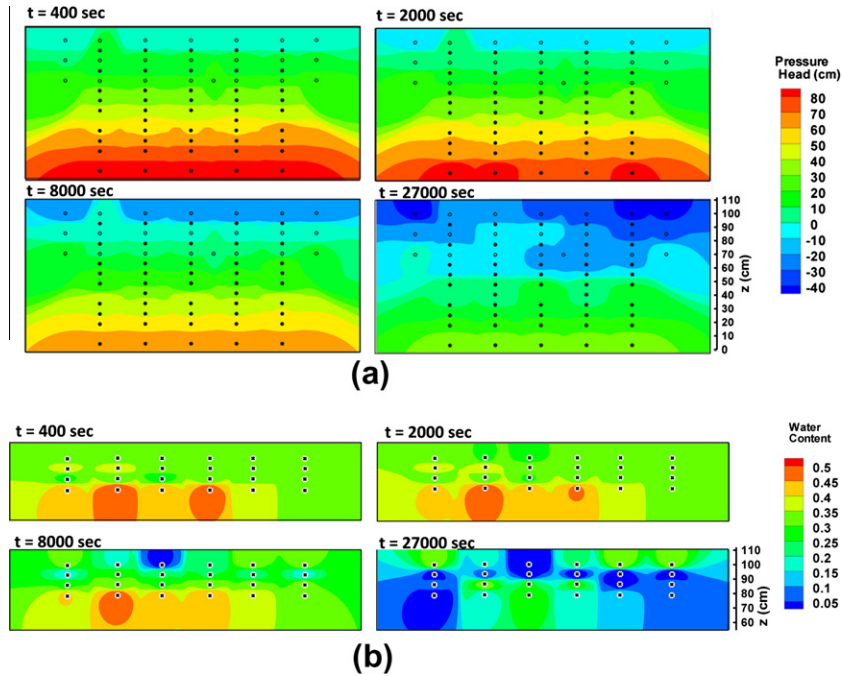 t = 400 sec
t = 2000 sec
t = 8000 sec
t = 27000 sec
110
100
90
80
70
60
50
40
30
20
10
0
z (cm)
Pressure
Head (cm)
80
70
60
50
40
30
20
10
0
-10
-20
-30
-40
(a)
t = 400 sec
t = 2000 sec
t = 8000 sec
t = 27000 sec
110
100
90
80
70
60
z (cm)
Water
Content
0.5
0.45
0.4
0.35
0.3
0.25
0.2
0.15
0.1
0.05
(b)